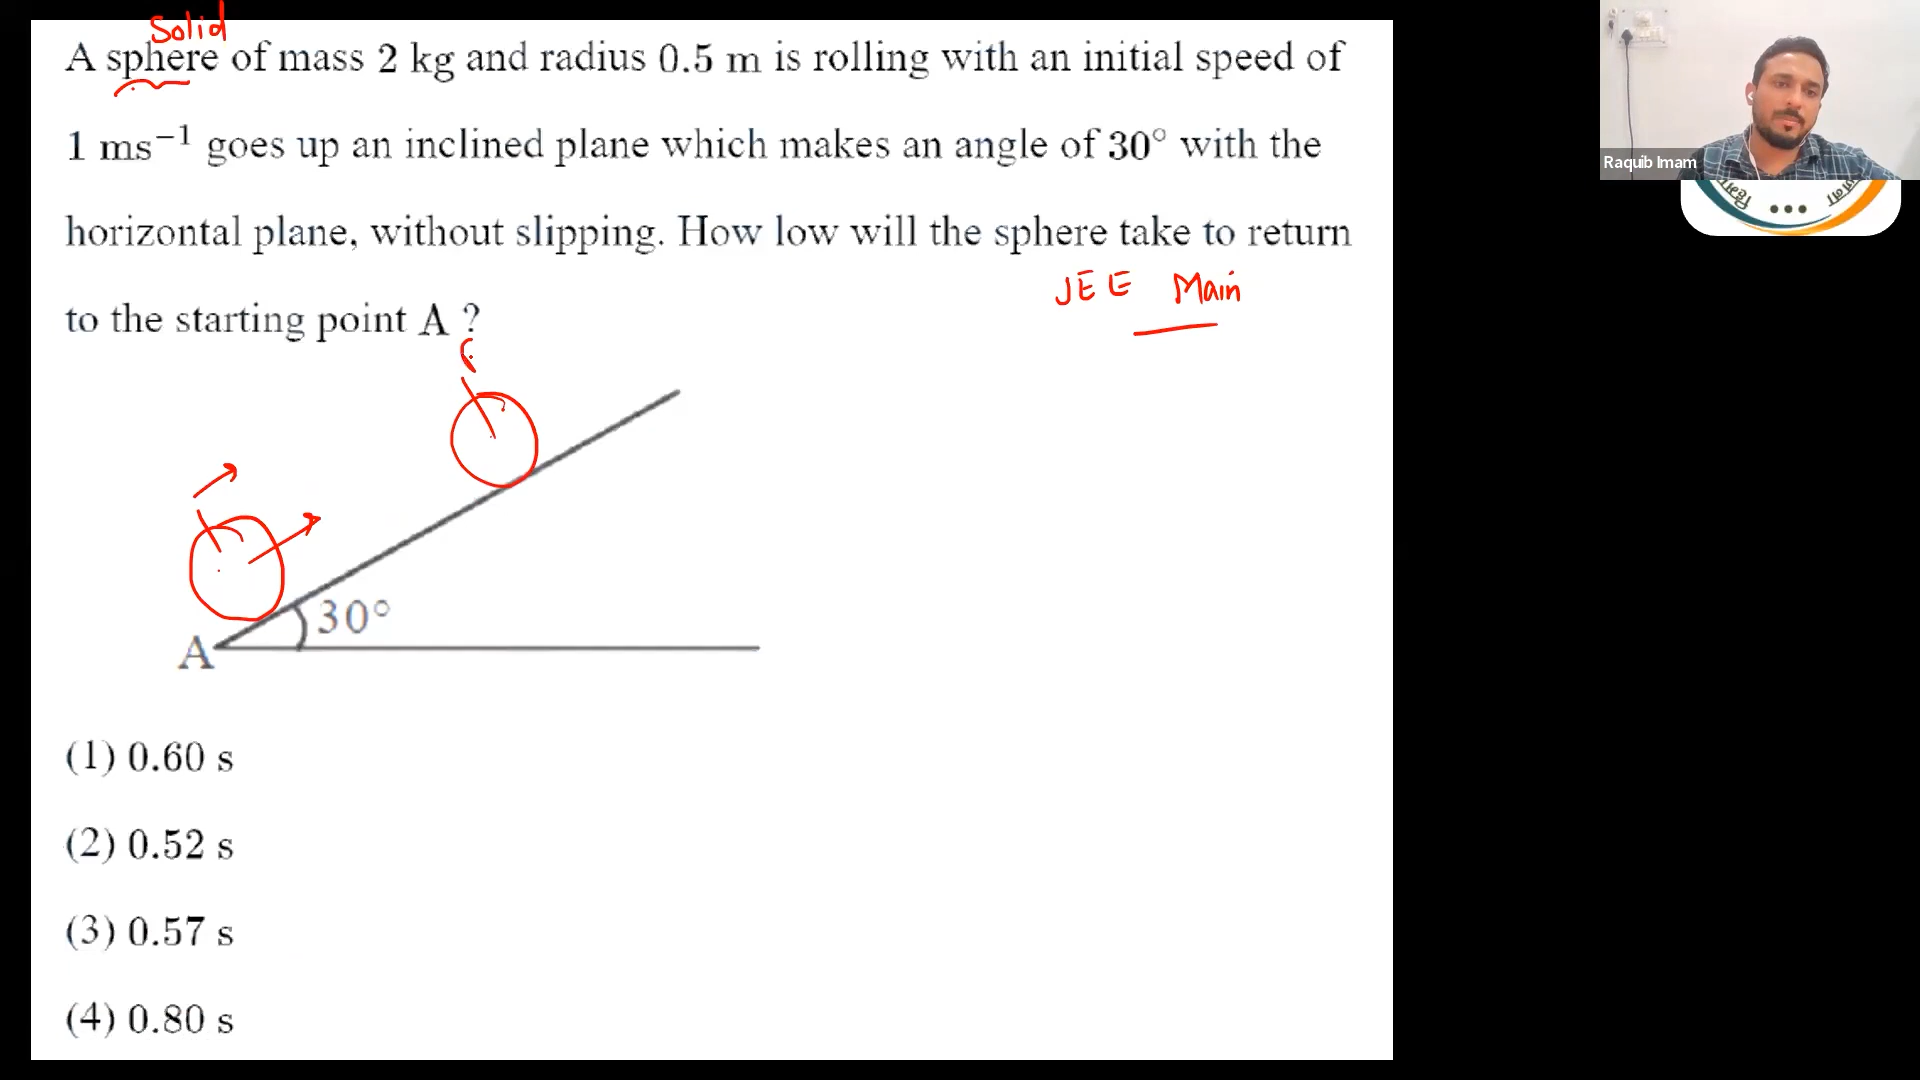 Solid
A sphere of mass 2 kg and radius 0.5 m is rolling with an initial speed of
1 ms⁻¹ goes up an inclined plane which makes an angle of 30° with the
horizontal plane, without slipping. How low will the sphere take to return
to the starting point A ?
JEE Main
30°
A
(1) 0.60 s
(2) 0.52 s
(3) 0.57 s
(4) 0.80 s
Raquib Imam